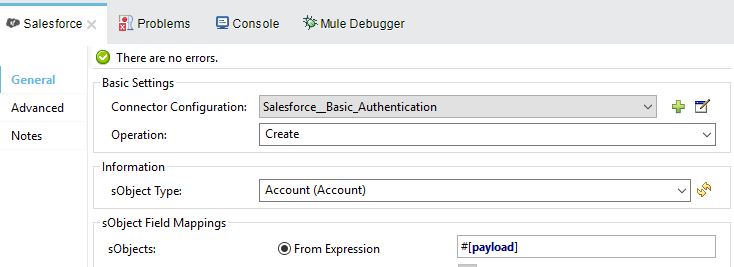 Salesforce Problems Console Mule Debugger
There are no errors.
General
Advanced
Notes
Basic Settings
Connector Configuration: Salesforce__Basic_Authentication
Operation: Create
Information
sObject Type: Account (Account)
sObject Field Mappings
sObjects: From Expression #[payload]